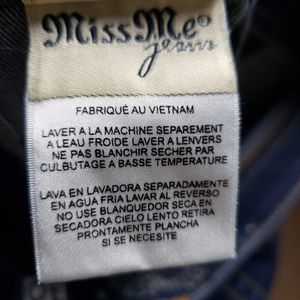 MissMe®
jeans
FABRIQUÉ AU VIETNAM
LAVER A LA MACHINE SEPAREMENT
A LEAU FROIDE LAVER A LENVERS
NE PAS BLANCHIR SECHER PAR
CULBUTAGE A BASSE TEMPERATURE
LAVA EN LAVADORA SEPARADAMENTE
EN AGUA FRIA LAVAR AL REVERSO
NO USE BLANQUEDOR SECA EN
SECADORA CIELO LENTO RETIRA
PRONTAMENTE PLANCHA
SI SE NECESITE